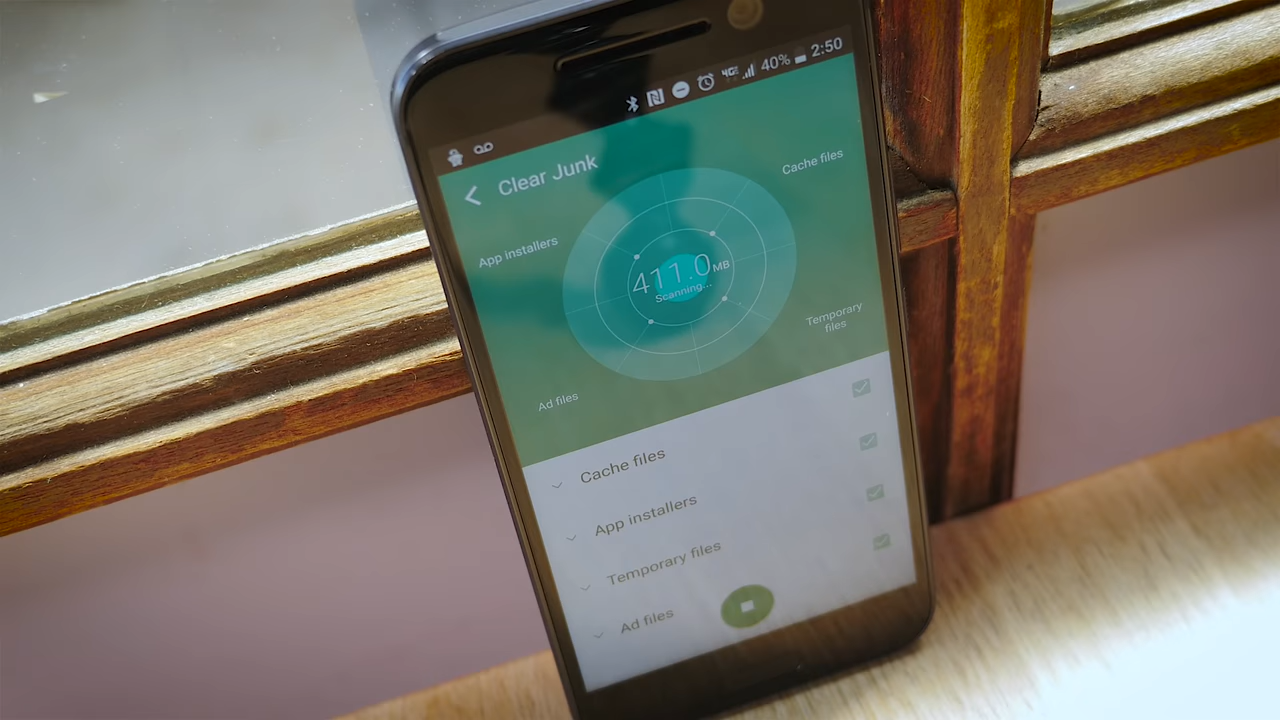 4G 40% 2:50
Clear Junk
Cache files
App installers
411.0 MB
Scanning...
Temporary
files
Ad files
Cache files
App installers
Temporary files
Ad files